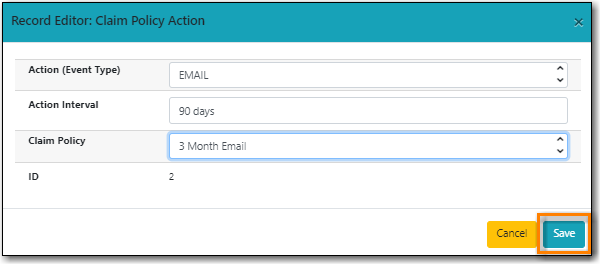 Record Editor: Claim Policy Action ×
Action (Event Type) EMAIL
Action Interval 90 days
Claim Policy 3 Month Email
ID 2
Cancel Save